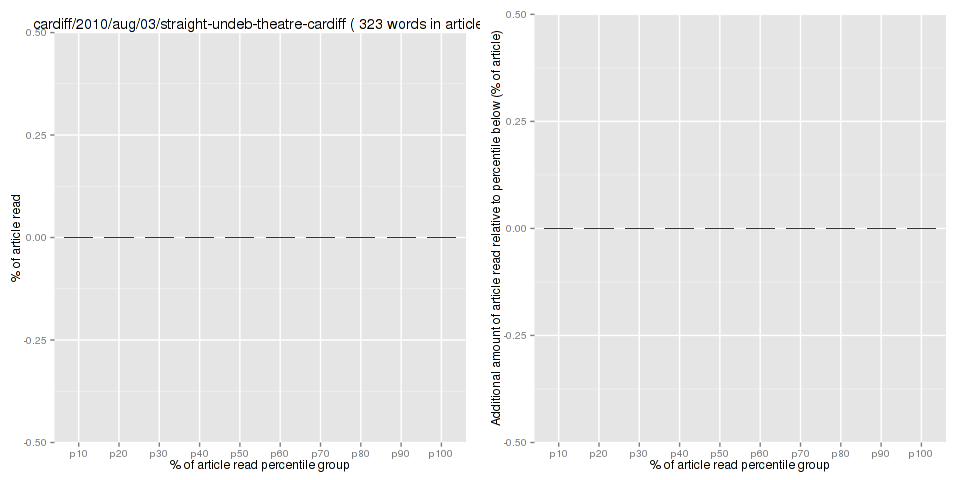 cardiff/2010/aug/03/straight-undeb-theatre-cardiff ( 323 words in article
0.50
0.25
0.00
-0.25
-0.50
% of article read
p10 p20 p30 p40 p50 p60 p70 p80 p90 p100
% of article read percentile group
0.50
0.25
0.00
-0.25
-0.50
Additional amount of article read relative to percentile below (% of article)
p10 p20 p30 p40 p50 p60 p70 p80 p90 p100
% of article read percentile group